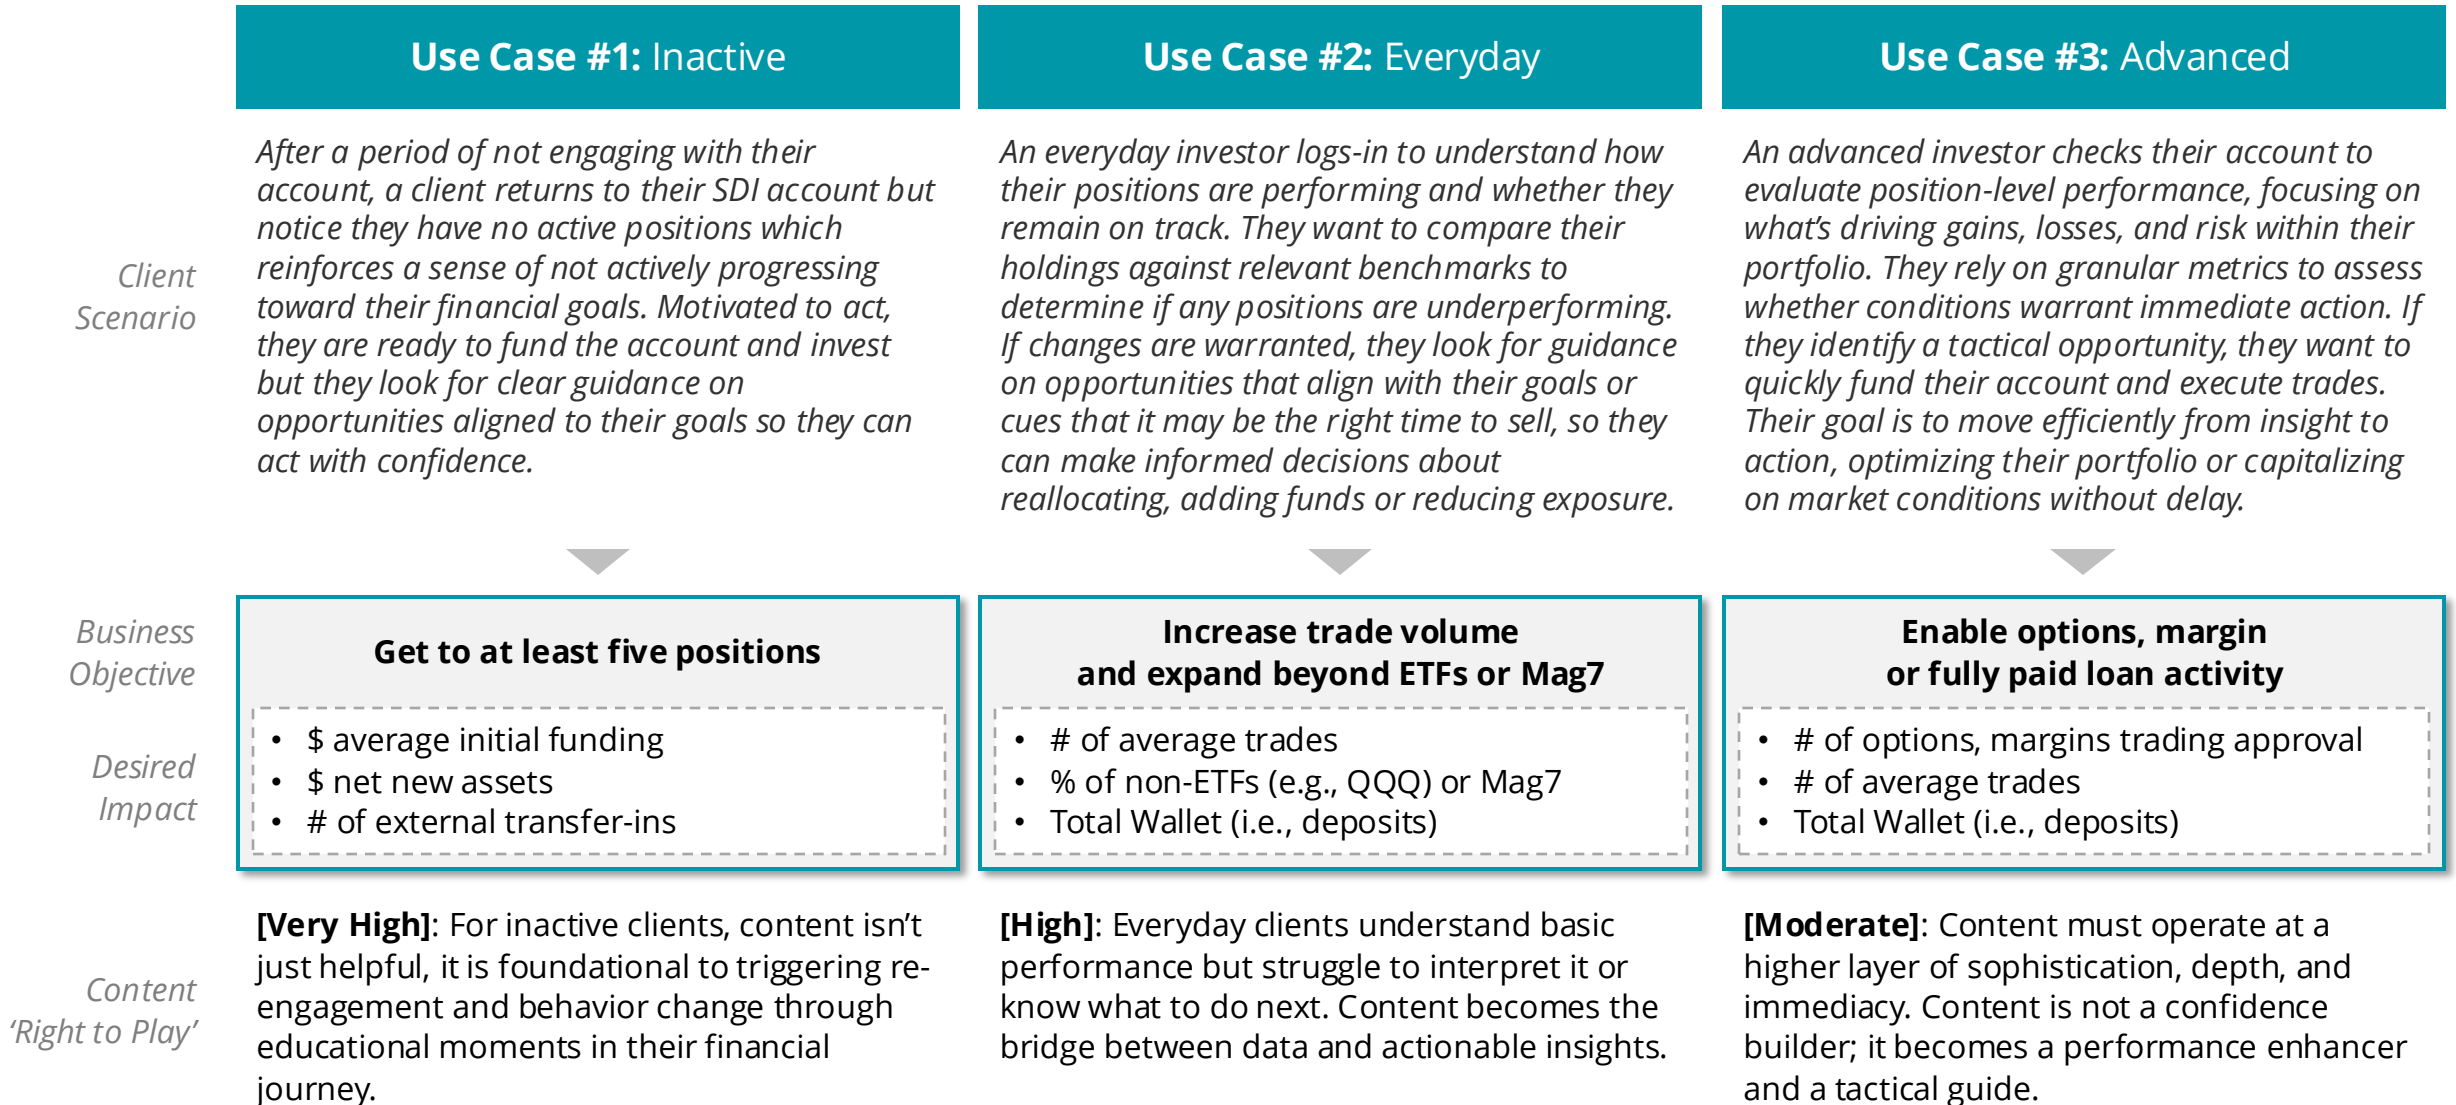 Use Case #1: Inactive
Use Case #2: Everyday
Use Case #3: Advanced
Client
Scenario
After a period of not engaging with their
account, a client returns to their SDI account but
notice they have no active positions which
reinforces a sense of not actively progressing
toward their financial goals. Motivated to act,
they are ready to fund the account and invest
but they look for clear guidance on
opportunities aligned to their goals so they can
act with confidence.
An everyday investor logs-in to understand how
their positions are performing and whether they
remain on track. They want to compare their
holdings against relevant benchmarks to
determine if any positions are underperforming.
If changes are warranted, they look for guidance
on opportunities that align with their goals or
cues that it may be the right time to sell, so they
can make informed decisions about
reallocating, adding funds or reducing exposure.
An advanced investor checks their account to
evaluate position-level performance, focusing on
what's driving gains, losses, and risk within their
portfolio. They rely on granular metrics to assess
whether conditions warrant immediate action. If
they identify a tactical opportunity, they want to
quickly fund their account and execute trades.
Their goal is to move efficiently from insight to
action, optimizing their portfolio or capitalizing
on market conditions without delay.
Business
Objective
Get to at least five positions
Increase trade volume
and expand beyond ETFs or Mag7
Enable options, margin
or fully paid loan activity
Desired
Impact
• $ average initial funding
• $ net new assets
• # of external transfer-ins
• # of average trades
• % of non-ETFs (e.g., QQQ) or Mag7
• Total Wallet (i.e., deposits)
• # of options, margins trading approval
• # of average trades
• Total Wallet (i.e., deposits)
Content
‘Right to Play’
[Very High]: For inactive clients, content isn’t
just helpful, it is foundational to triggering re-
engagement and behavior change through
educational moments in their financial
journey.
[High]: Everyday clients understand basic
performance but struggle to interpret it or
know what to do next. Content becomes the
bridge between data and actionable insights.
[Moderate]: Content must operate at a
higher layer of sophistication, depth, and
immediacy. Content is not a confidence
builder; it becomes a performance enhancer
and a tactical guide.